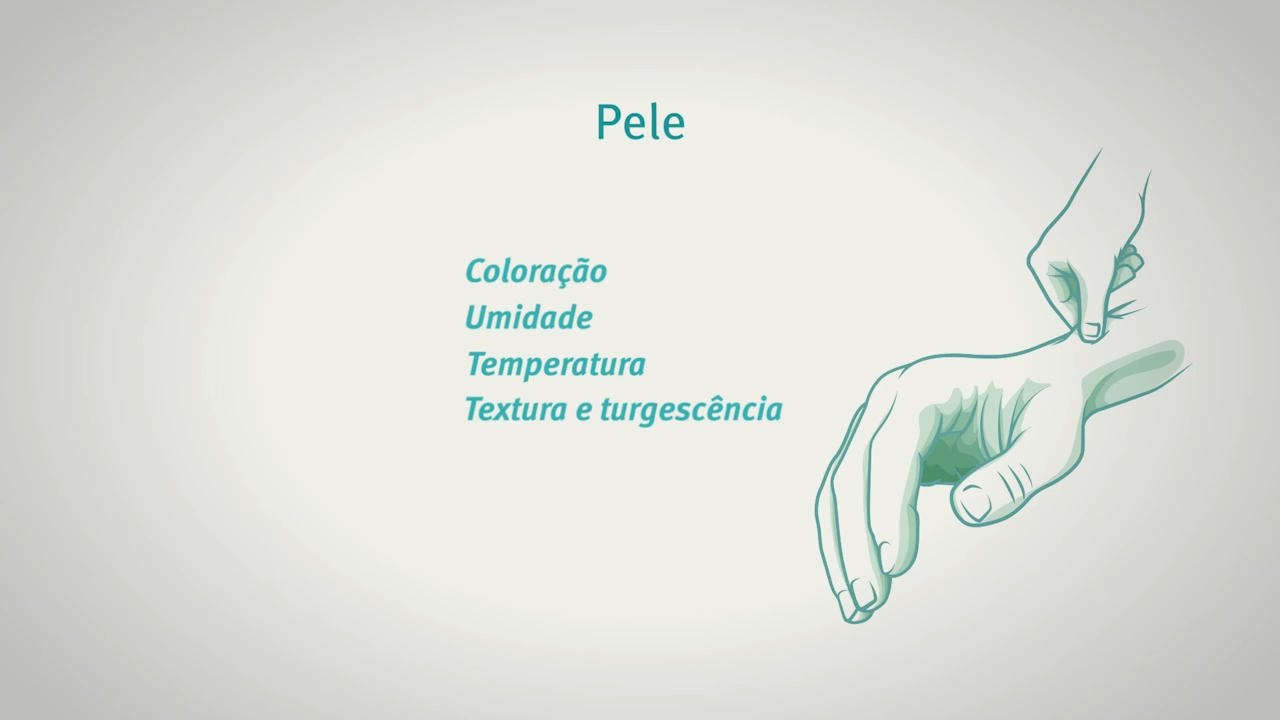 Pele
Coloração
Umidade
Temperatura
Textura e turgescência